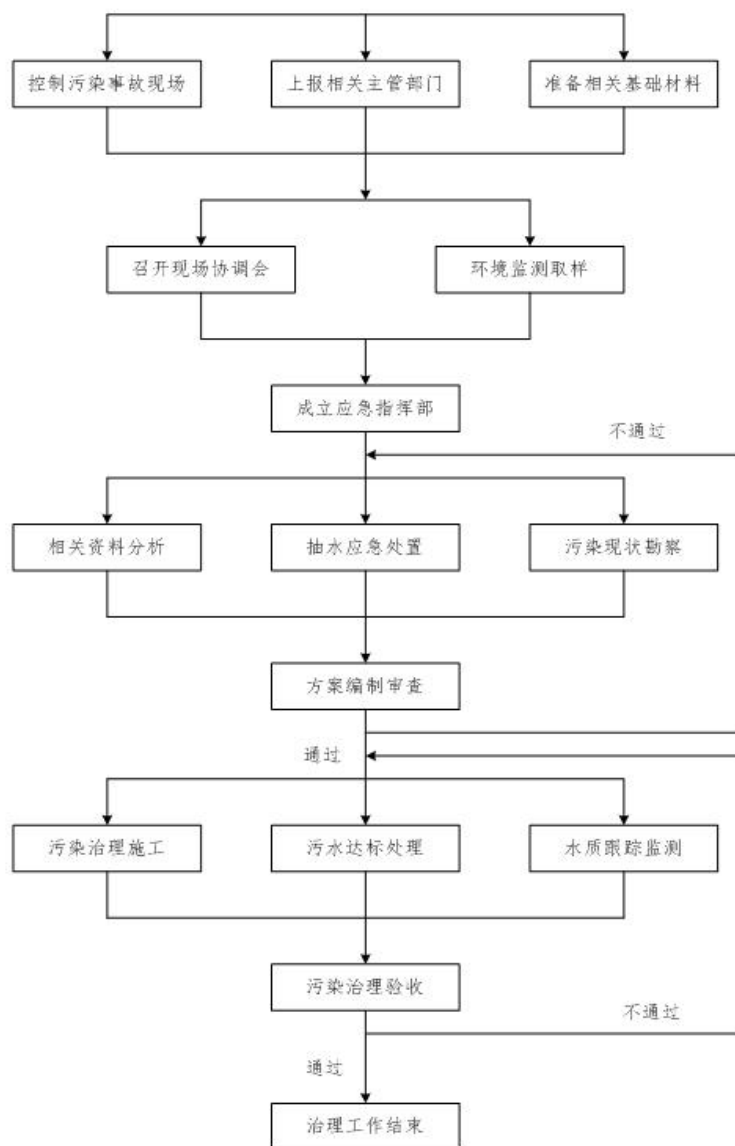 控制污染事故现场
上报相关主管部门
准备相关基础材料
召开现场协调会
环境监测取样
成立应急指挥部
不通过
相关资料分析
抽水应急处置
污染现状勘察
方案编制审查
通过
污染治理施工
污水达标处理
水质跟踪监测
污染治理验收
不通过
通过
治理工作结束